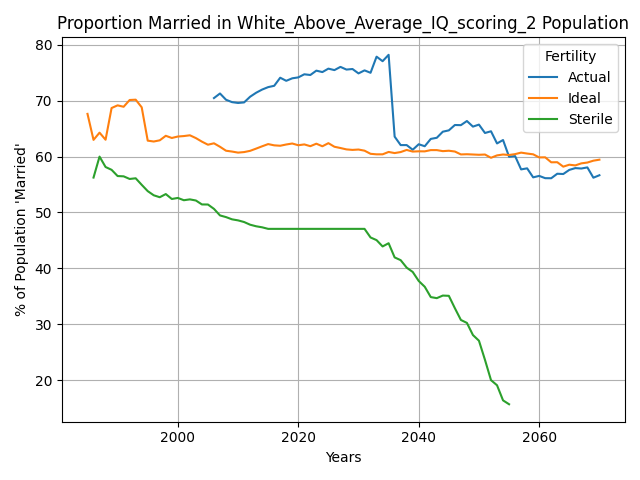 Proportion Married in White_Above_Average_IQ_scoring_2 Population
% of Population 'Married'
80
70
60
50
40
30
20
Fertility
Actual
Ideal
Sterile
2000
2020
2040
2060
Years